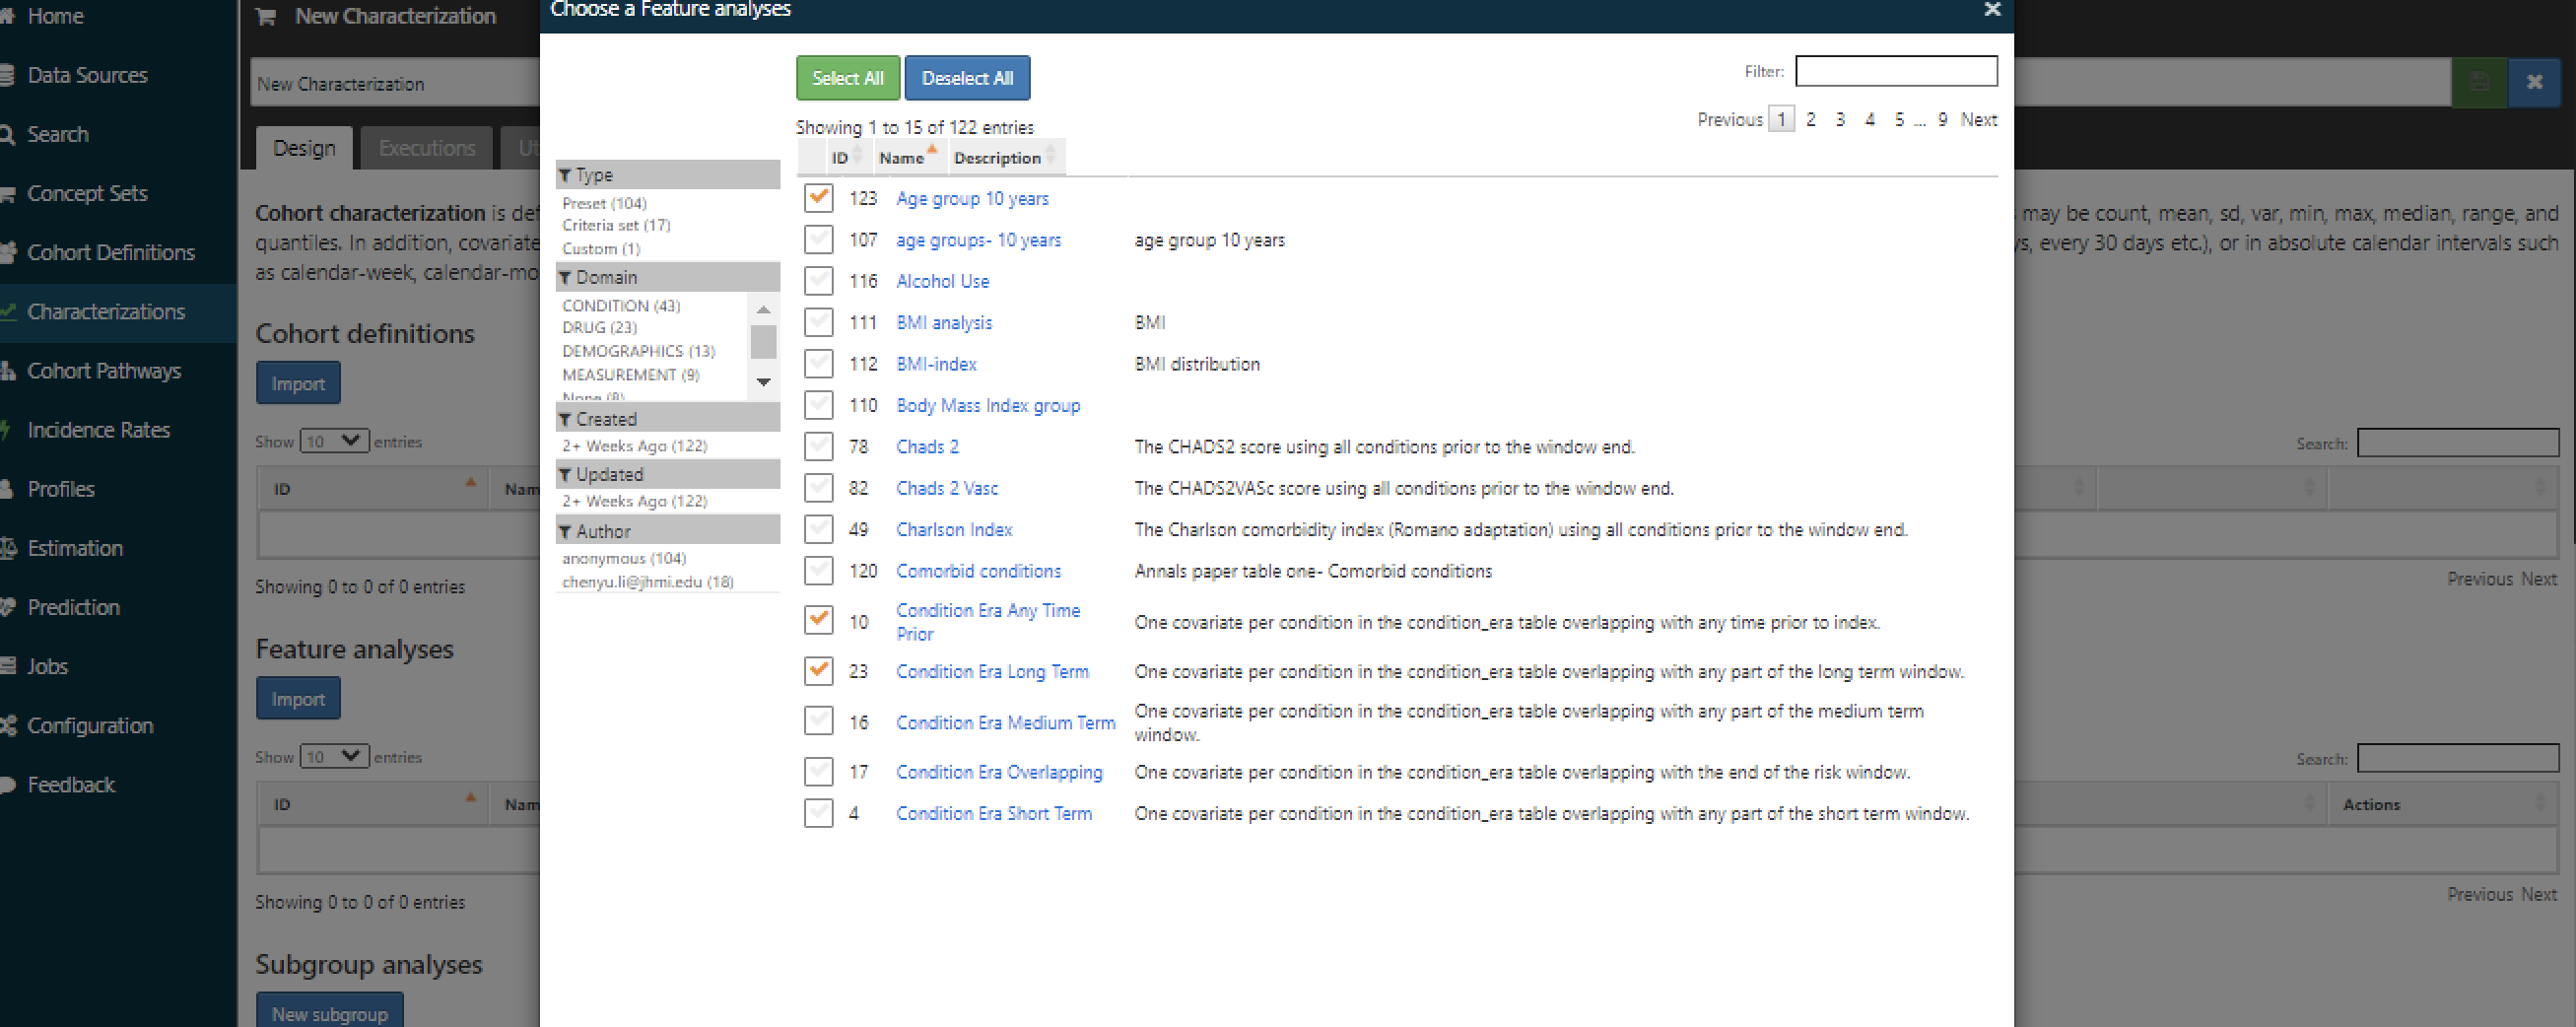 Home
Data Sources
Search
Concept Sets
Cohort Definitions
Characterizations
Cohort Pathways
Incidence Rates
Profiles
Estimation
Prediction
Jobs
Configuration
Feedback
New Characterization
New Characterization
Design
Executions
Cohort characterization is
may be count, mean, sd, var, min, max, median, range, and
quantiles. In addition,
every 30 days etc.), or in absolute calendar intervals such
as calendar-week,
Cohort definitions
Import
Show 10 entries
Search:
ID
Showing 0 to 0 of 0 entries
Previous Next
Feature analyses
Import
Show 10 entries
Search:
ID
Actions
Showing 0 to 0 of 0 entries
Previous Next
Subgroup analyses
New subgroup
Choose a Feature analyses
Select All
Deselect All
Filter:
Showing 1 to 15 of 122 entries
Previous 1 2 3 4 5 ... 9 Next
Type
Preset (104)
Criteria set (17)
Custom (1)
Domain
CONDITION (43)
DRUG (23)
DEMOGRAPHICS (13)
MEASUREMENT (9)
None (8)
Created
2+ Weeks Ago (122)
Updated
2+ Weeks Ago (122)
Author
anonymous (104)
chenyu.li@jhmi.edu (18)
ID Name Description
123 Age group 10 years
107 age groups- 10 years age group 10 years
116 Alcohol Use
111 BMI analysis BMI
112 BMI-index BMI distribution
110 Body Mass Index group
78 Chads 2 The CHADS2 score using all conditions prior to the window end.
82 Chads 2 Vasc The CHADS2VASc score using all conditions prior to the window end.
49 Charlson Index The Charlson comorbidity index (Romano adaptation) using all conditions prior to the window end.
120 Comorbid conditions Annals paper table one- Comorbid conditions
10 Condition Era Any Time
Prior
One covariate per condition in the condition_era table overlapping with any time prior to index.
23 Condition Era Long Term One covariate per condition in the condition_era table overlapping with any part of the long term window.
16 Condition Era Medium Term One covariate per condition in the condition_era table overlapping with any part of the medium term
window.
17 Condition Era Overlapping One covariate per condition in the condition_era table overlapping with the end of the risk window.
4 Condition Era Short Term One covariate per condition in the condition_era table overlapping with any part of the short term window.